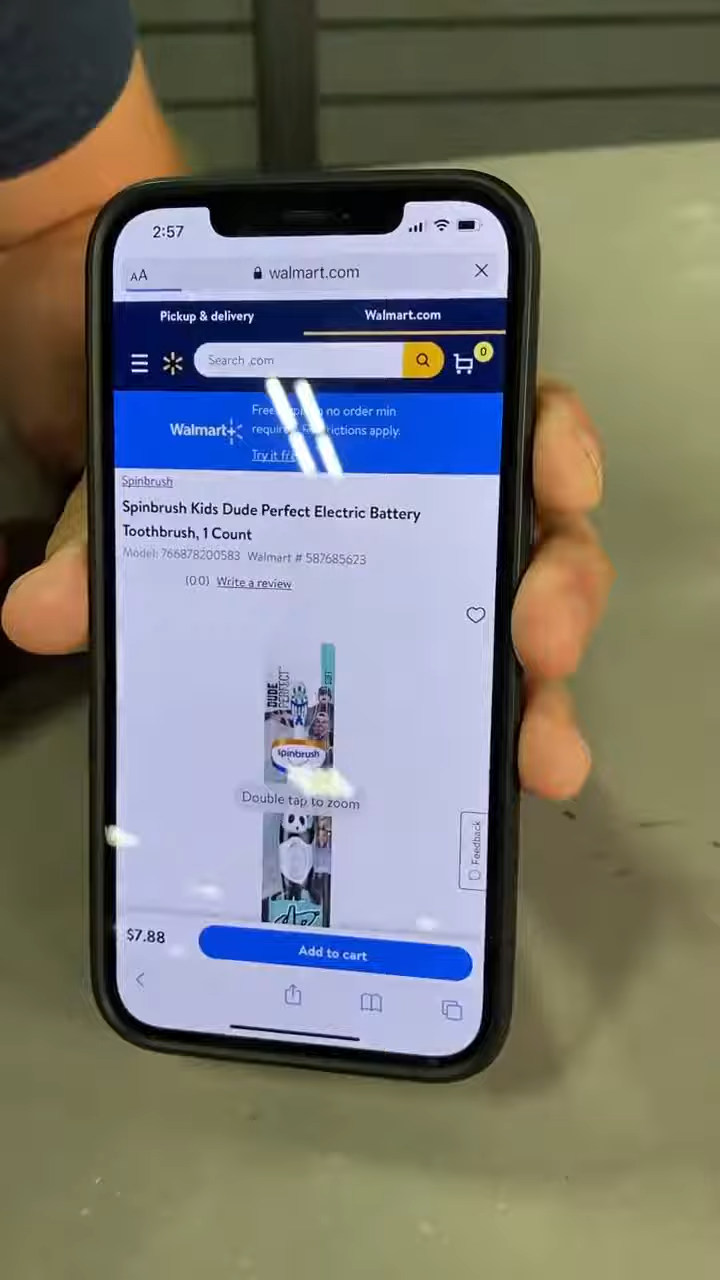 2:57
AA walmart.com
Pickup & delivery Walmart.com
Search .com 0
Walmart+
no order min
apply.
Try it
Spinbrush
Spinbrush Kids Dude Perfect Electric Battery
Toothbrush, 1 Count
Model: 766878200583 Walmart # 587685623
(0.0) Write a review
DUDE
PERFECT
spinbrush
Double tap to zoom
Feedback
$7.88 Add to cart